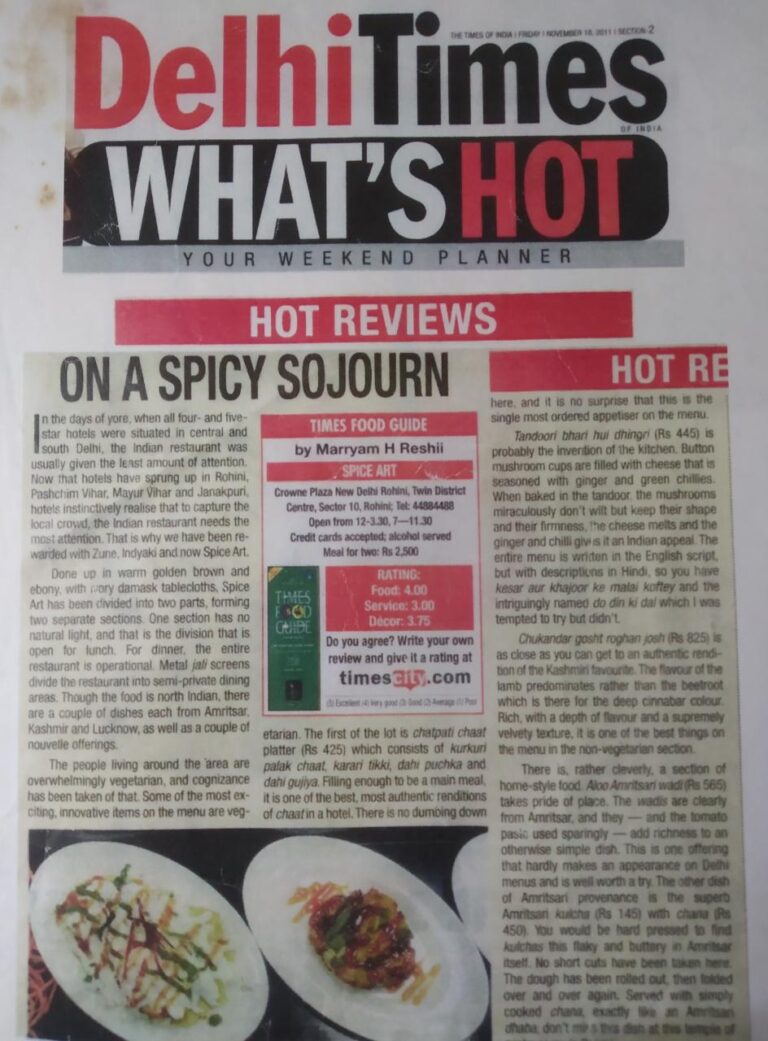 THE TIMES OF INDIA | FRIDAY | NOVEMBER 18, 2011 | SECTION-2
DelhiTimes
OF INDIA
WHAT'S HOT
YOUR WEEKEND PLANNER
HOT REVIEWS
ON A SPICY SOJOURN
In the days of yore, when all four- and five-
star hotels were situated in central and
south Delhi, the Indian restaurant was
usually given the least amount of attention.
Now that hotels have sprung up in Rohini,
Pashchim Vihar, Mayur Vihar and Janakpuri,
hotels instinctively realise that to capture the
local crowd, the Indian restaurant needs the
most attention. That is why we have been re-
warded with Zune, Indyaki and now Spice Art.
Done up in warm golden brown and
ebony, with ivory damask tablecloths, Spice
Art has been divided into two parts, forming
two separate sections. One section has no
natural light, and that is the division that is
open for lunch. For dinner, the entire
restaurant is operational. Metal jali screens
divide the restaurant into semi-private dining
areas. Though the food is north Indian, there
are a couple of dishes each from Amritsar,
Kashmir and Lucknow, as well as a couple of
nouvelle offerings.
The people living around the area are
overwhelmingly vegetarian, and cognizance
has been taken of that. Some of the most ex-
citing, innovative items on the menu are veg-
TIMES FOOD GUIDE
by Marryam H Reshii
SPICE ART
Crowne Plaza New Delhi Rohini, Twin District
Centre, Sector 10, Rohini; Tel: 44884488
Open from 12-3.30, 7—11.30
Credit cards accepted; alcohol served
Meal for two: Rs 2,500
TIMES
FOOD
GUIDE
RATING:
Food: 4.00
Service: 3.00
Décor: 3.75
Do you agree? Write your own
review and give it a rating at
timescity.com
(5) Excellent (4) Very good (3) Good (2) Average (1) Poor
etarian. The first of the lot is chatpati chaat
platter (Rs 425) which consists of kurkuri
palak chaat, karari tikki, dahi puchka and
dahi gujiya. Filling enough to be a main meal,
it is one of the best, most authentic renditions
of chaat in a hotel. There is no dumbing down
HOT RE
here, and it is no surprise that this is the
single most ordered appetiser on the menu.
Tandoori bhari hui dhingri (Rs 445) is
probably the invention of the kitchen. Button
mushroom cups are filled with cheese that is
seasoned with ginger and green chillies.
When baked in the tandoor, the mushrooms
miraculously don't wilt but keep their shape
and their firmness, the cheese melts and the
ginger and chilli give it an Indian appeal. The
entire menu is written in the English script,
but with descriptions in Hindi, so you have
kesar aur khajoor ke malai koftey and the
intriguingly named do din ki dal which I was
tempted to try but didn't.
Chukandar gosht roghan josh (Rs 825) is
as close as you can get to an authentic rendi-
tion of the Kashmiri favourite. The flavour of the
lamb predominates rather than the beetroot
which is there for the deep cinnabar colour.
Rich, with a depth of flavour and a supremely
velvety texture, it is one of the best things on
the menu in the non-vegetarian section.
There is, rather cleverly, a section of
home-style food. Aloo Amritsari wadi (Rs 565)
takes pride of place. The wadis are clearly
from Amritsar, and they — and the tomato
paste used sparingly — add richness to an
otherwise simple dish. This is one offering
that hardly makes an appearance on Delhi
menus and is well worth a try. The other dish
of Amritsari provenance is the superb
Amritsari kulcha (Rs 145) with chana (Rs
450). You would be hard pressed to find
kulchas this flaky and buttery in Amritsar
itself. No short cuts have been taken here.
The dough has been rolled out, then folded
over and over again. Served with simply
cooked chana, exactly like an Amritsari
dhaba, don't miss this dish at this temple of